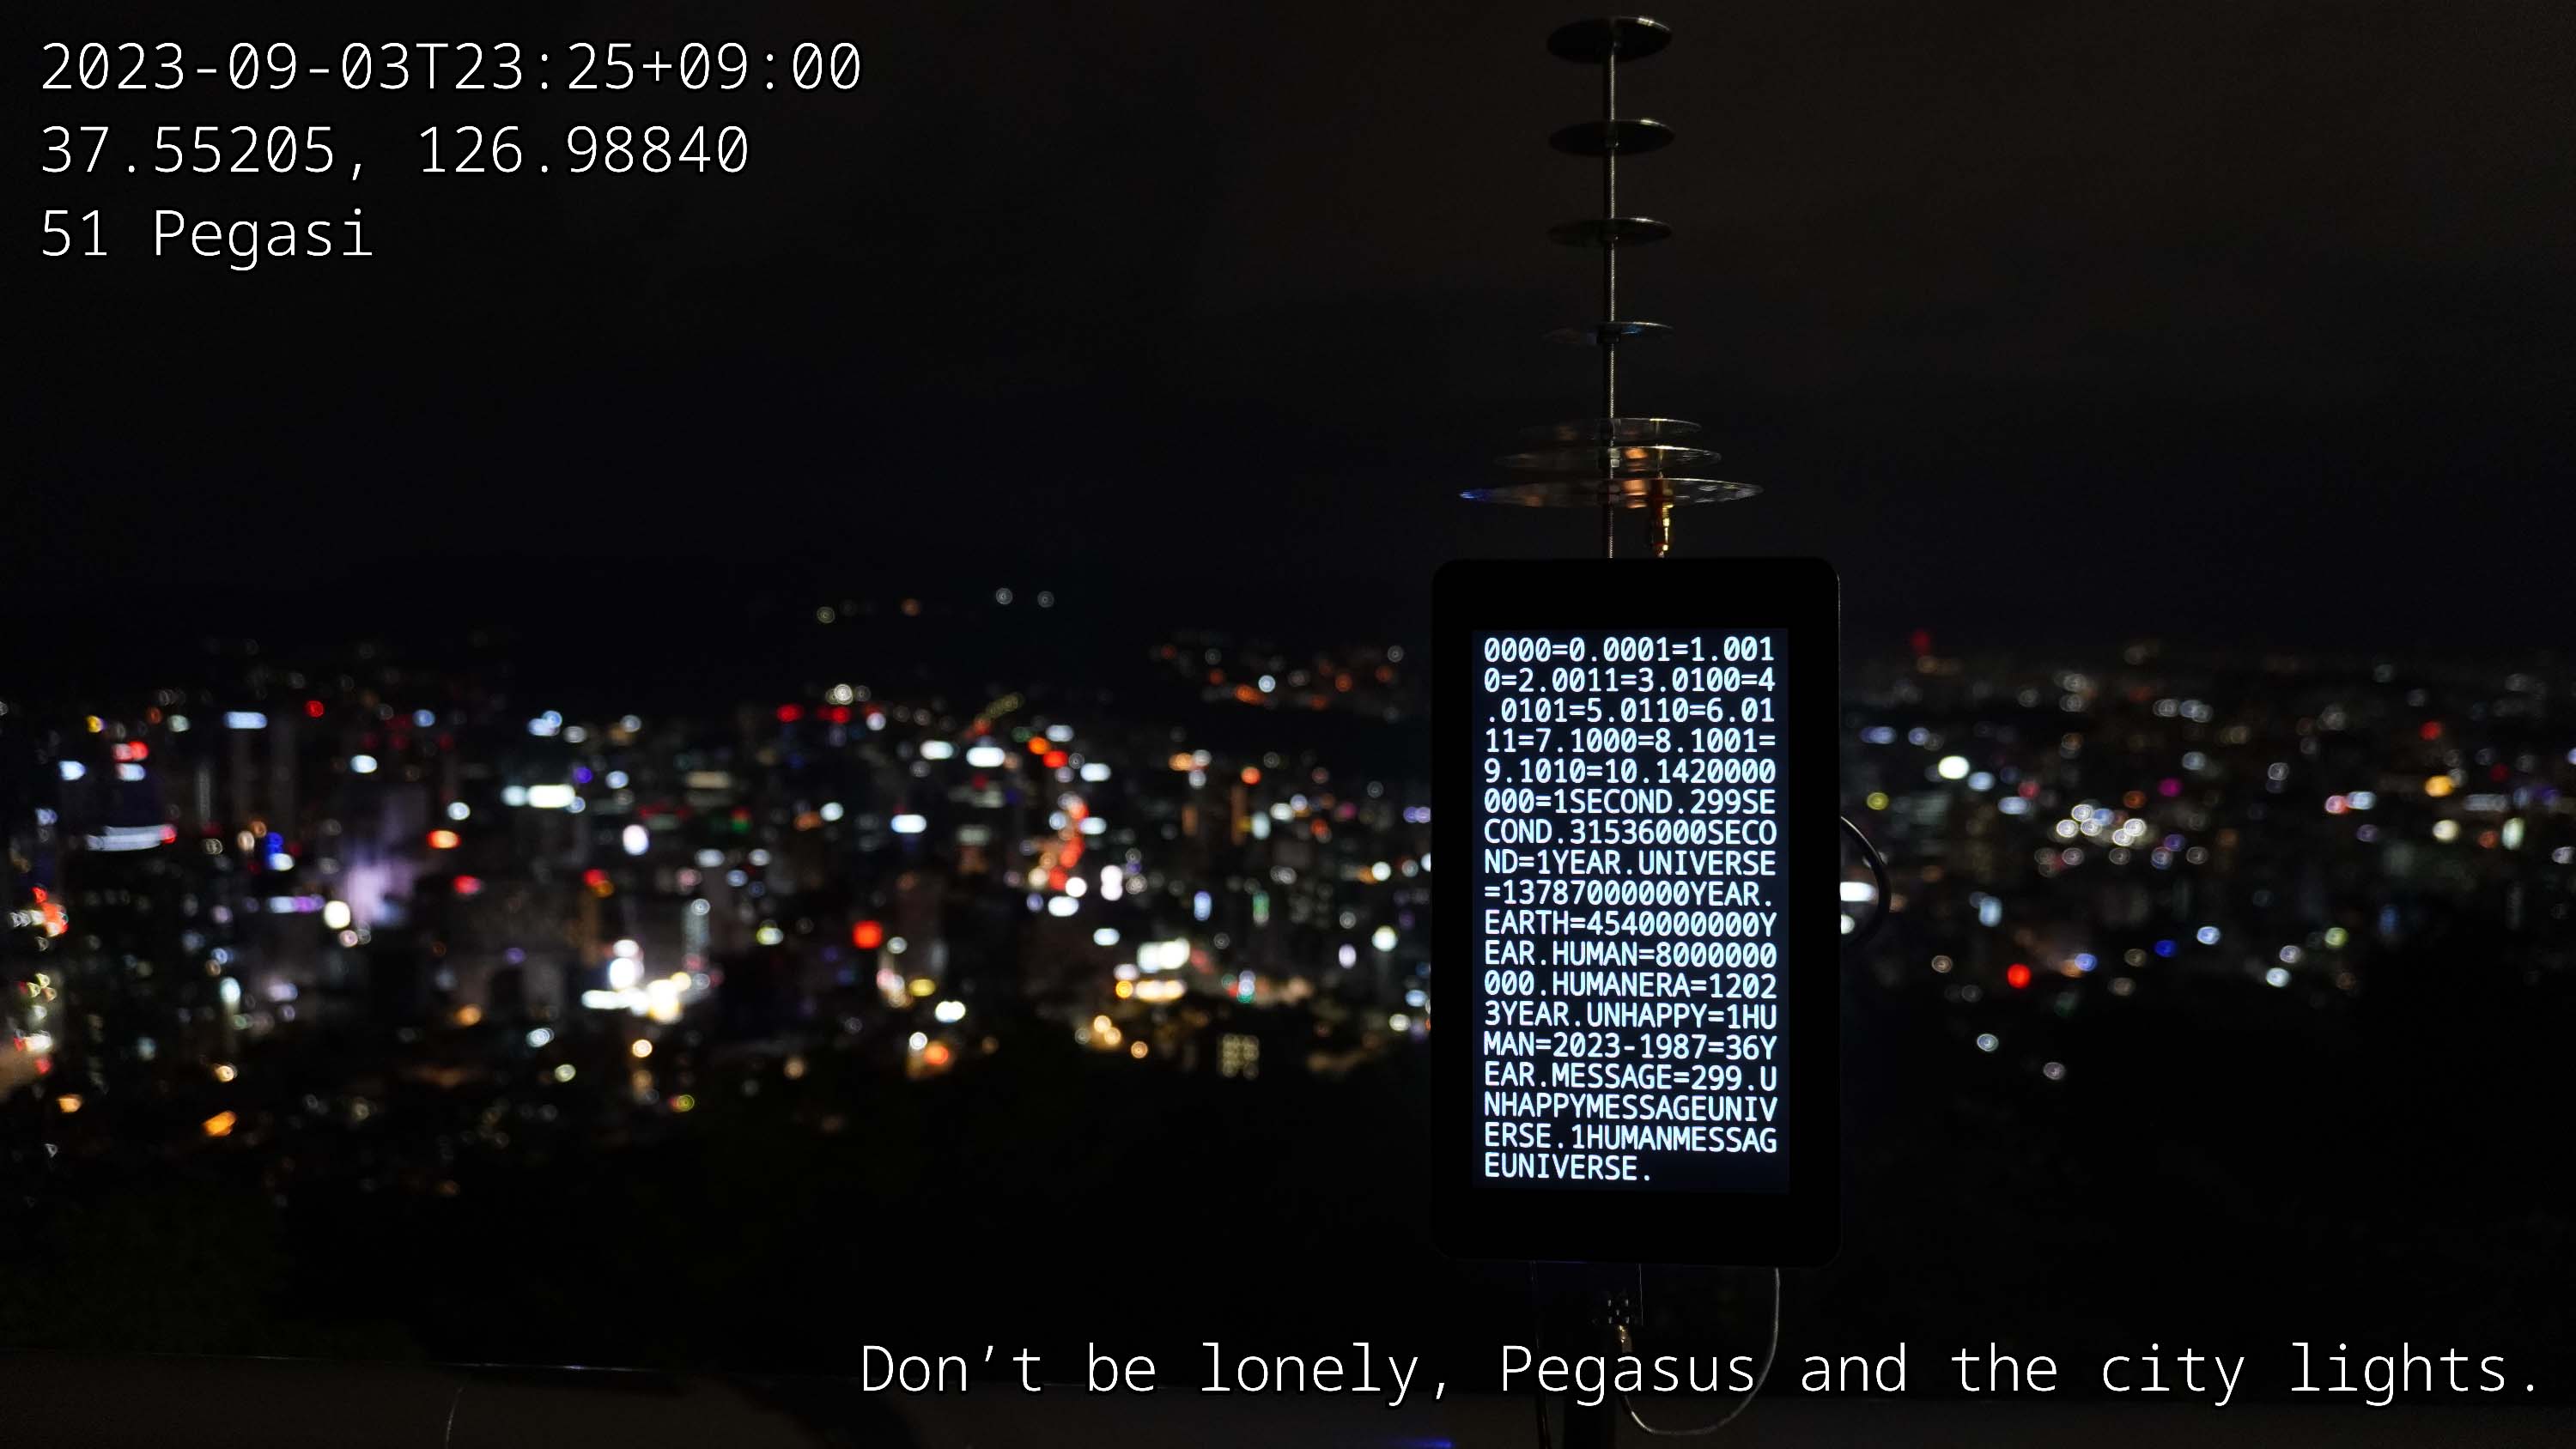 2023-09-03T23:25+09:00
37.55205, 126.98840
51 Pegasi
0000=0.0001=1.001
0=2.0011=3.0100=4
.0101=5.0110=6.01
11=7.1000=8.1001=
9.1010=10.1420000
000=1SECOND.299SE
COND.31536000SECO
ND=1YEAR.UNIVERSE
=13787000000YEAR.
EARTH=4540000000Y
EAR.HUMAN=8000000
000.HUMANERA=1202
3YEAR.UNHAPPY=1HU
MAN=2023-1987=36Y
EAR.MESSAGE=299.U
NHAPPYMESSAGEUNIV
ERSE.1HUMANMESSAG
EUNIVERSE.
Don’t be lonely, Pegasus and the city lights.